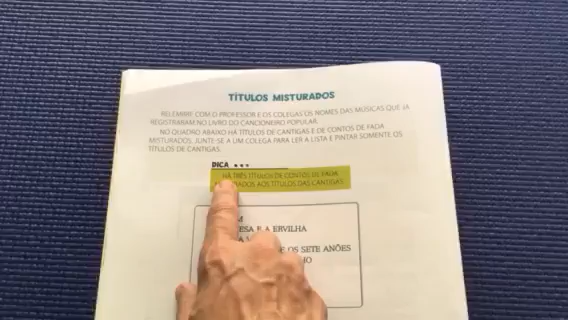 TÍTULOS MISTURADOS
RELEMBRE COM O PROFESSOR E OS COLEGAS OS NOMES DAS MÚSICAS QUE JÁ
REGISTRARAM NO LIVRO DO CANCIONEIRO POPULAR.
NO QUADRO ABAIXO HÁ TÍTULOS DE CANTIGAS E DE CONTOS DE FADA
MISTURADOS. JUNTE-SE A UM COLEGA PARA LER A LISTA E PINTAR SOMENTE OS
TÍTULOS DE CANTIGAS.
DICA •••
HÁ TRÊS TÍTULOS DE CONTOS DE FADA
AOS TÍTULOS DAS CANTIGAS.
E A ERVILHA
E OS SETE ANÕES